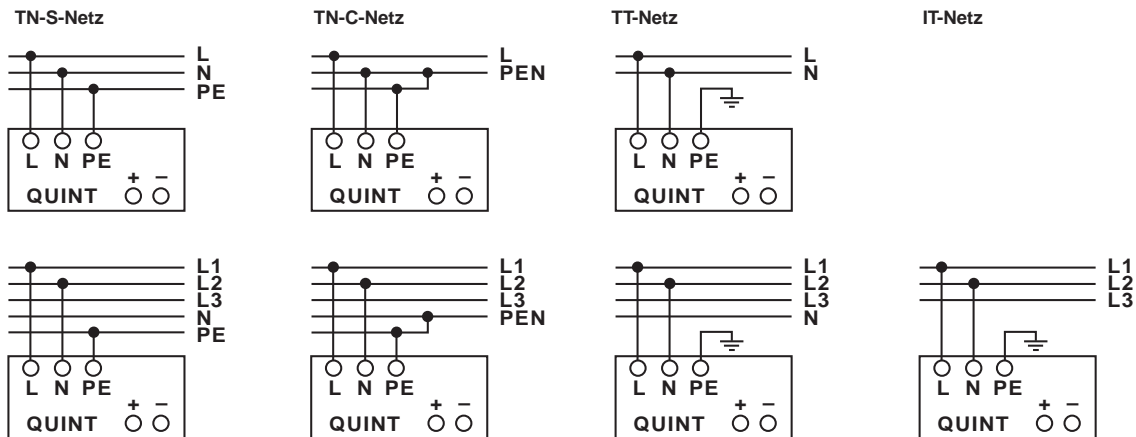 TN-S-Netz
L
N
PE
L N PE
+ –
QUINT
TN-C-Netz
L
PEN
L N PE
+ –
QUINT
TT-Netz
L
N
L N PE
+ –
QUINT
IT-Netz
L1
L2
L3
N
PE
L N PE
+ –
QUINT
L1
L2
L3
PEN
L N PE
+ –
QUINT
L1
L2
L3
N
L N PE
+ –
QUINT
L1
L2
L3
L N PE
+ –
QUINT